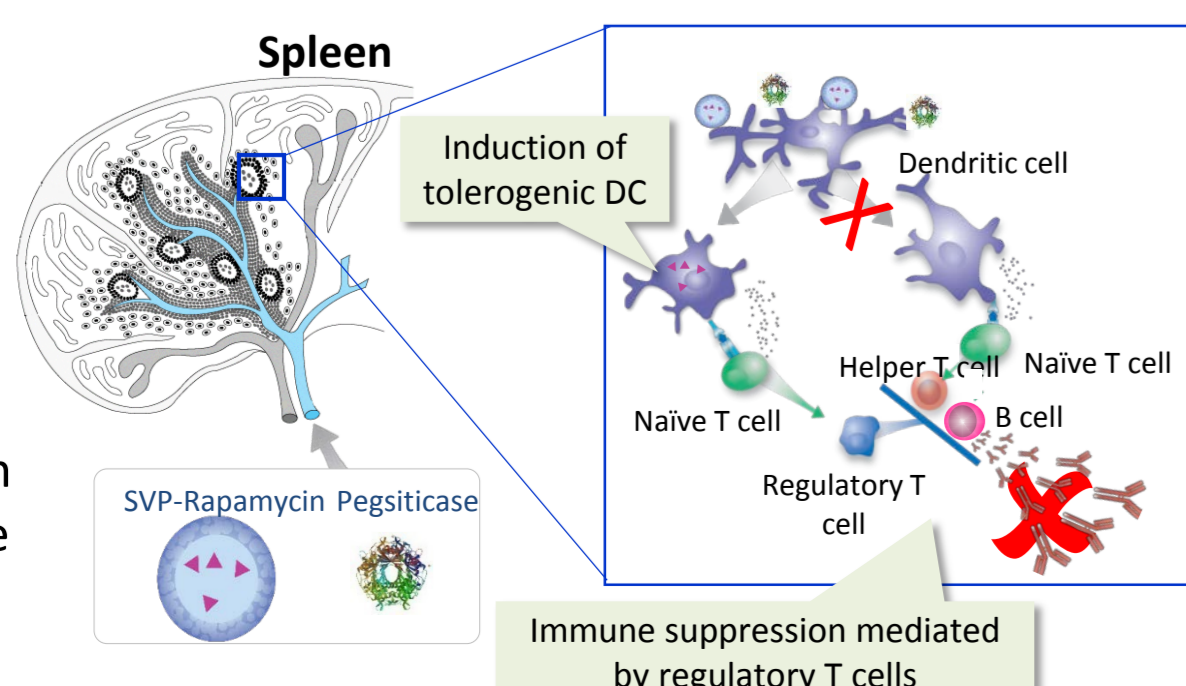 Spleen
Induction of
tolerogenic DC
Dendritic cell
Helper T cell
Naïve T cell
Naïve T cell
B cell
Regulatory T
cell
n
e
SVP-Rapamycin Pegsiticase
Immune suppression mediated
by regulatory T cells